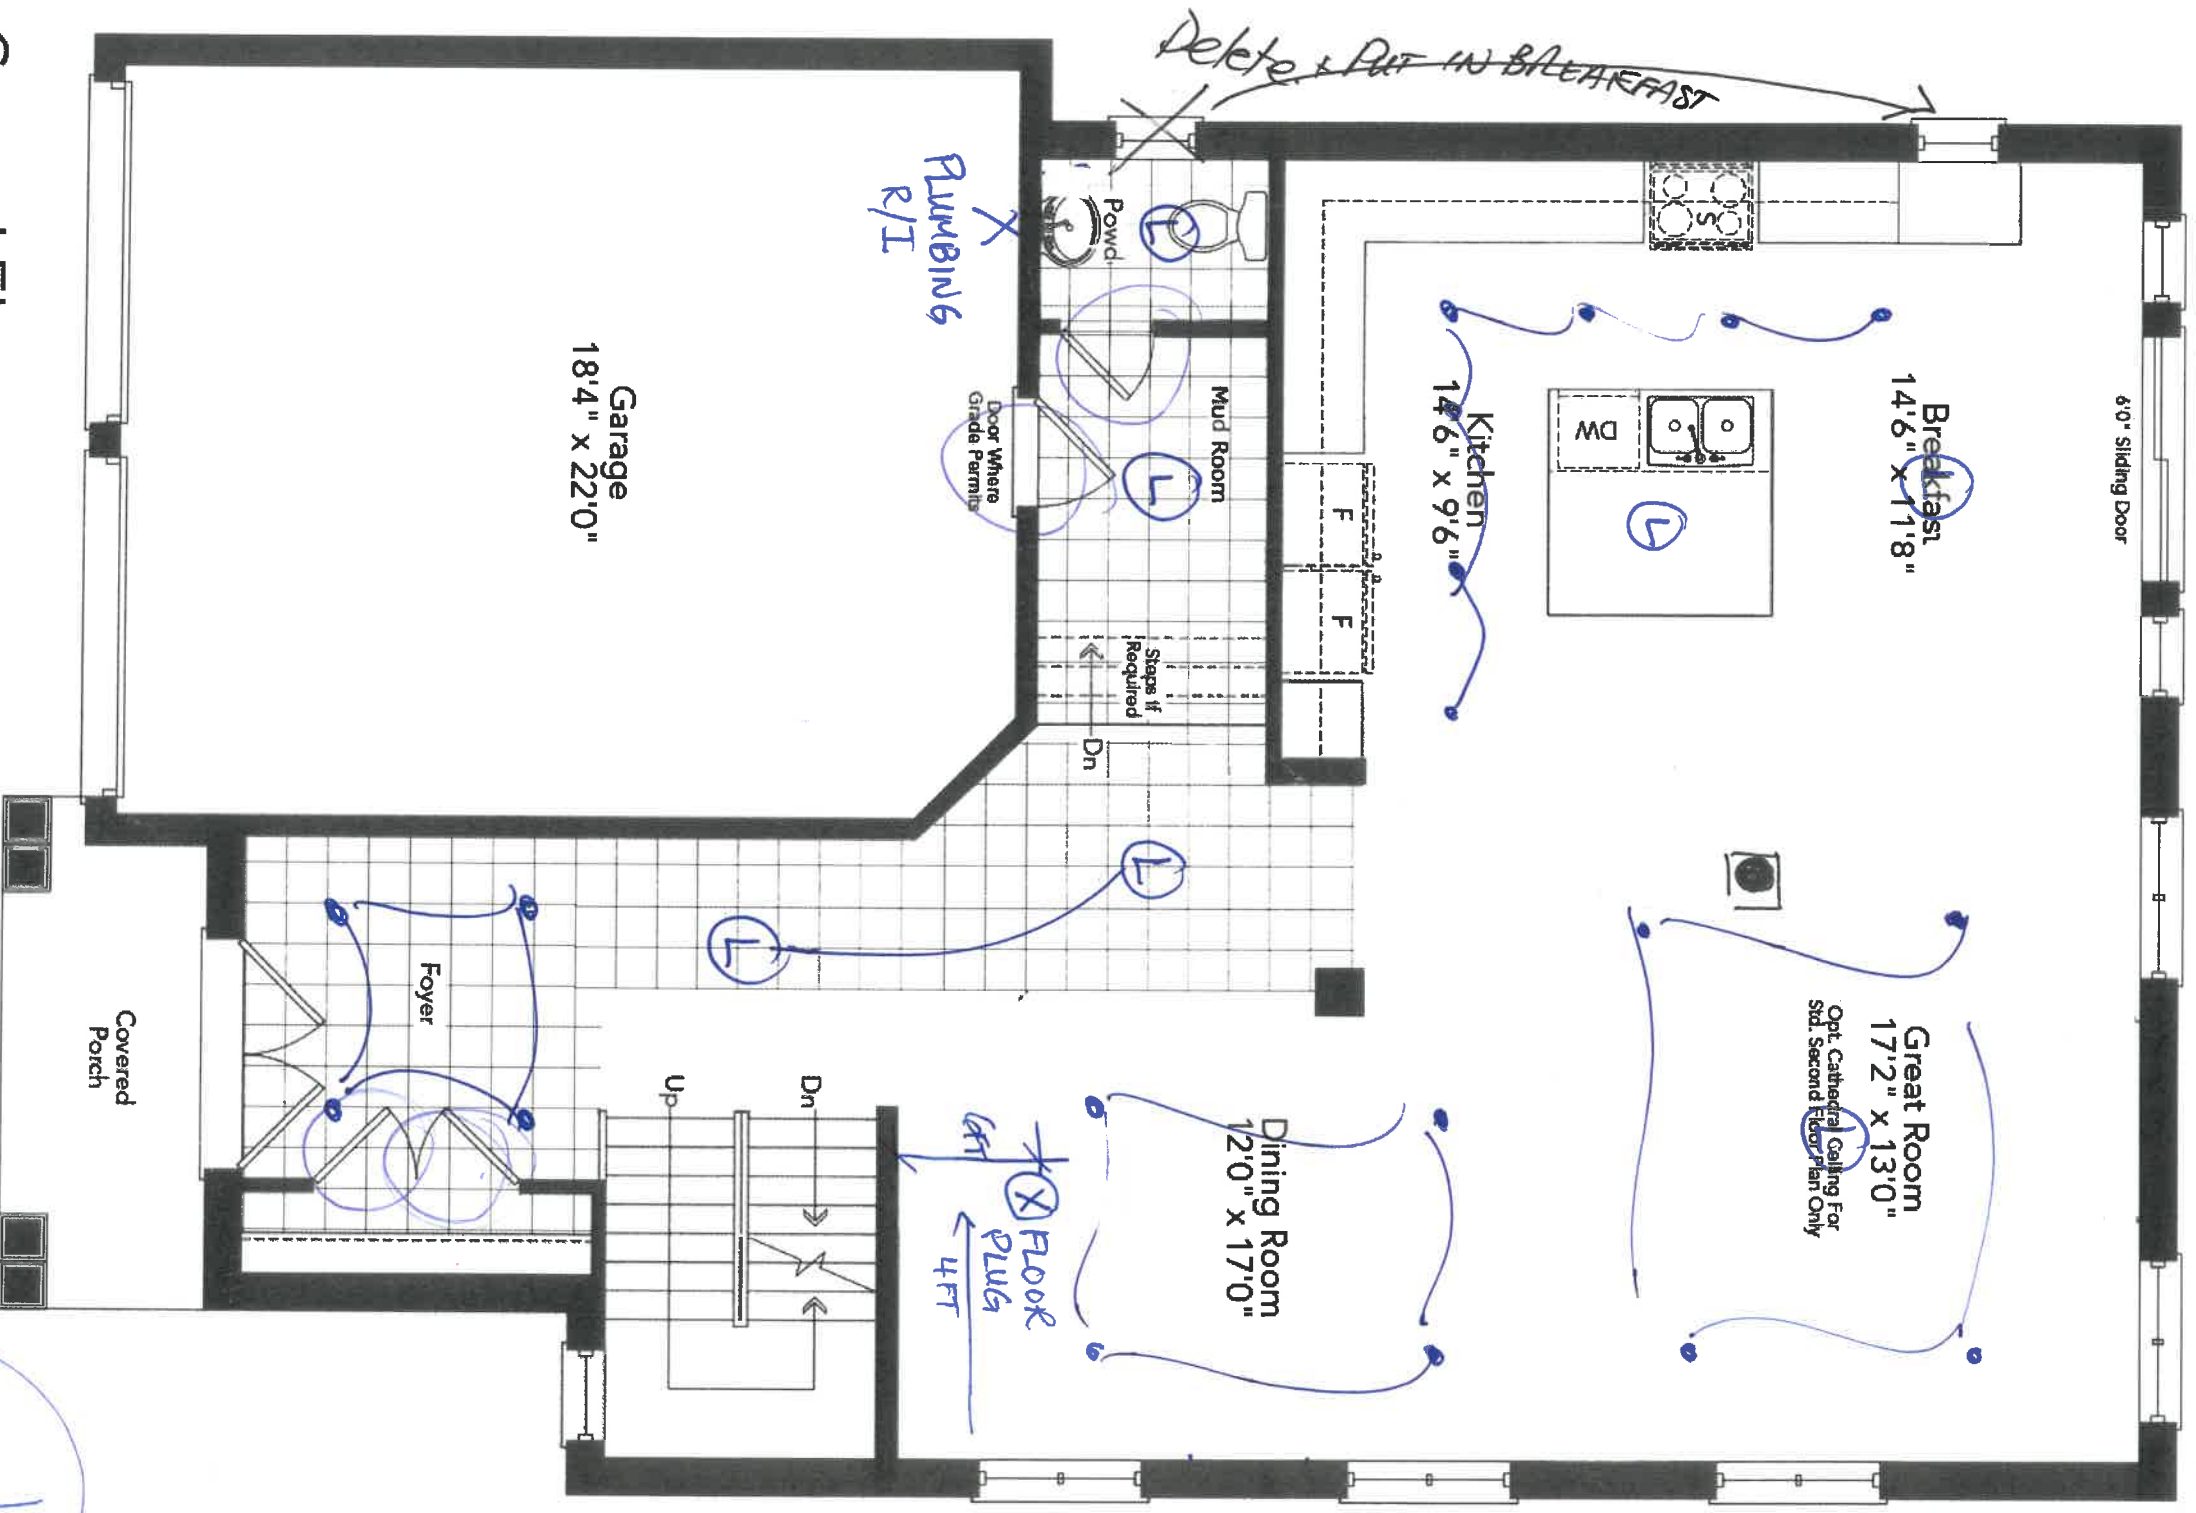 Delete & PUT IN BREAKFAST
6'0" Sliding Door
Breakfast
14'6" x 11'8"
Great Room
17'2" x 13'0"
Opt. Cathedral Ceiling For
Std. Second Floor Plan Only
L
S
DW
L
Kitchen
14'6" x 9'6"
F
F
Dining Room
12'0" x 17'0"
Powd
L
Mud Room
L
Steps If
Required
Dn
L
L
Door Where
Grade Permits
PLUMBING
R/I
X
X
FLOOR
PLUG
4FT
6FT
Dn
Up
Garage
18'4" x 22'0"
Foyer
Covered
Porch